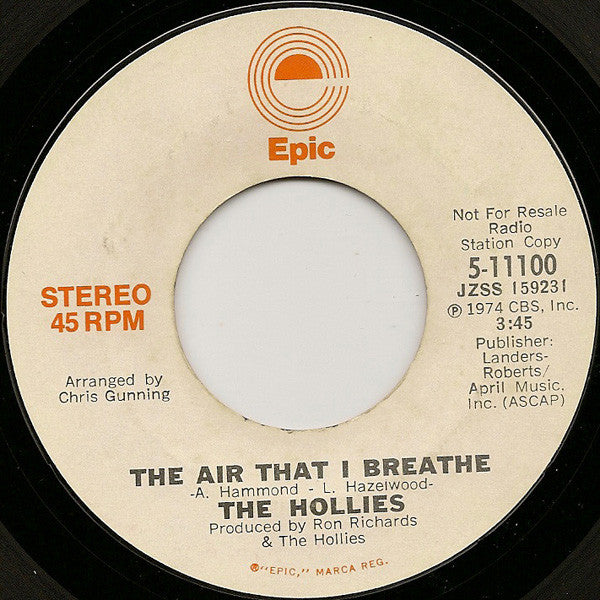 Epic
Not For Resale
Radio
Station Copy
5-11100
JZSS 159231
Ⓟ 1974 CBS, Inc.
3:45
Publisher:
Landers-
Roberts/
April Music,
Inc. (ASCAP)
STEREO
45 RPM
Arranged by
Chris Gunning
THE AIR THAT I BREATHE
-A. Hammond - L. Hazelwood-
THE HOLLIES
Produced by Ron Richards
& The Hollies
®"EPIC," MARCA REG.